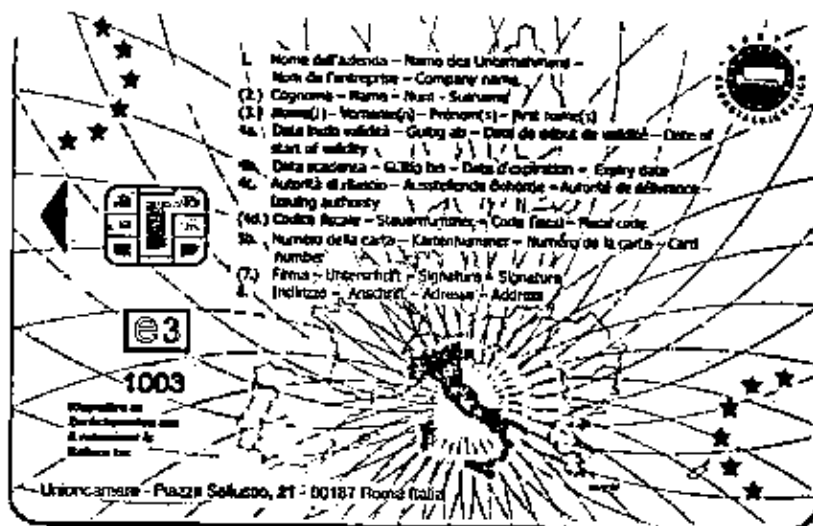 1. Nome dell'azienda – Name des Unternehmens –
Nom de l'entreprise – Company name
(2.) Cognome – Name – Nom – Surname
(3.) Nome(i) – Vorname(n) – Prénom(s) – First name(s)
4a. Data inizio validità – Gültig ab – Date de début de validité – Date of
start of validity
4b. Data scadenza – Gültig bis – Date d'expiration – Expiry date
4c. Autorità di rilascio – Ausstellende Behörde – Autorité de délivrance –
Issuing authority
(4d.) Codice fiscale – Steuernummer – Code fiscal – Fiscal code
5b. Numero della carta – Kartennummer – Numéro de la carte – Card
number
(7.) Firma – Unterschrift – Signature – Signature
8. Indirizzo – Anschrift – Adresse – Address
e3
1003
Unioncamere - Piazza Sallustio, 21 - 00187 Roma Italia